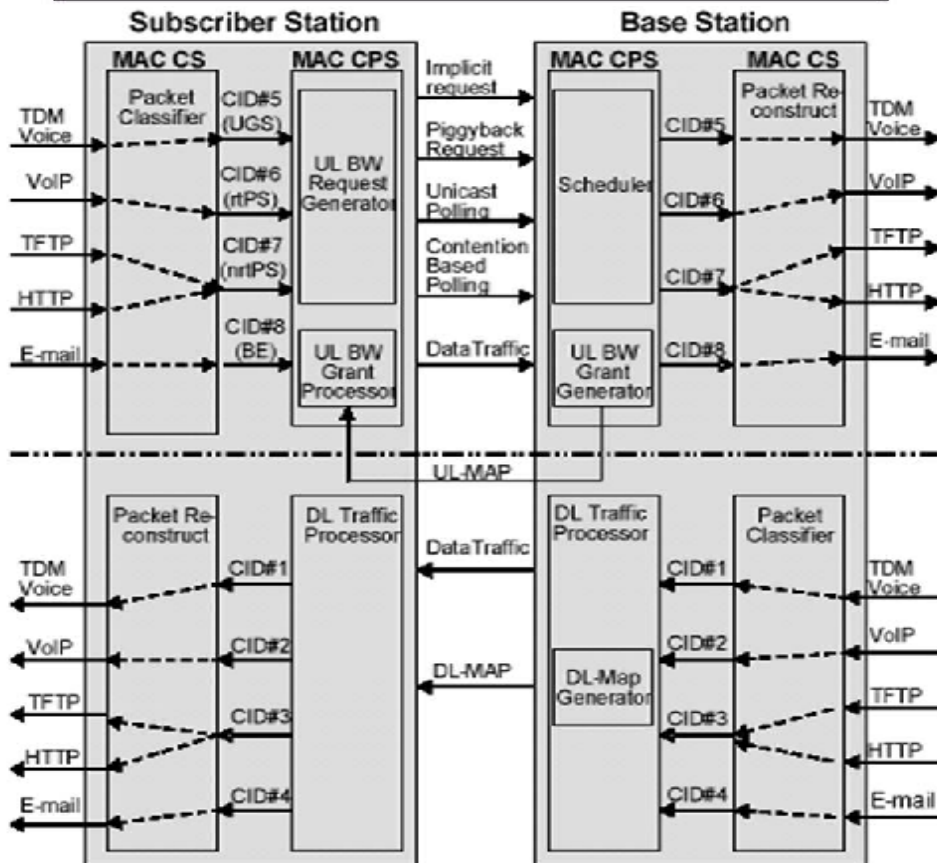 Subscriber Station
Base Station
MAC CS
MAC CPS
MAC CPS
MAC CS
Packet
Classifier
CID#5
(UGS)
CID#6
(rtPS)
CID#7
(nrtPS)
CID#8
(BE)
UL BW
Request
Generator
UL BW
Grant
Processor
TDM
Voice
VoIP
TFTP
HTTP
E-mail
Implicit
request
Piggyback
Request
Unicast
Polling
Contention
Based
Polling
DataTraffic
Scheduler
UL BW
Grant
Generator
CID#5
CID#6
CID#7
CID#8
Packet Re-
construct
TDM
Voice
VoIP
TFTP
HTTP
E-mail
UL-MAP
Packet Re-
construct
DL Traffic
Processor
TDM
Voice
VoIP
TFTP
HTTP
E-mail
CID#1
CID#2
CID#3
CID#4
DataTraffic
DL-MAP
DL Traffic
Processor
DL-Map
Generator
CID#1
CID#2
CID#3
CID#4
Packet
Classifier
TDM
Voice
VoIP
TFTP
HTTP
E-mail